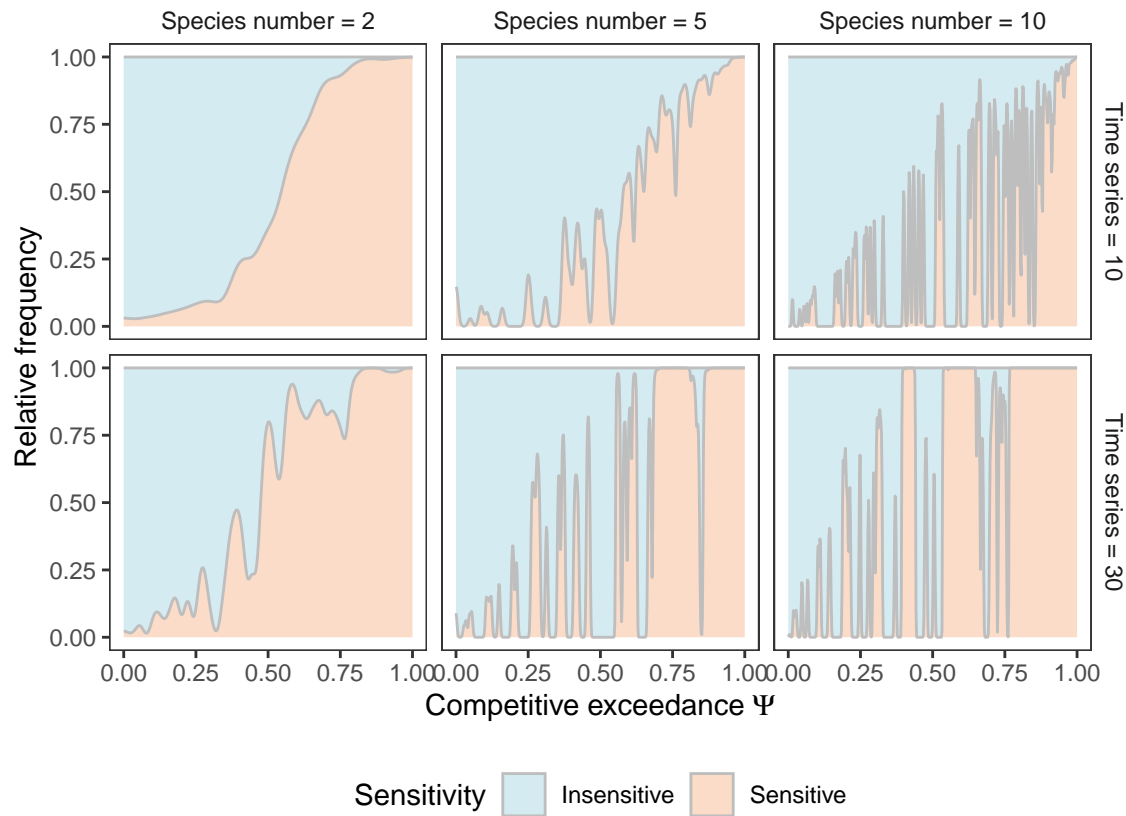 Species number = 2
Species number = 5
Species number = 10
1.00
0.75
0.50
0.25
0.00
Time series = 10
Relative frequency
1.00
0.75
0.50
0.25
0.00
Time series = 30
0.00 0.25 0.50 0.75 1.00
0.00 0.25 0.50 0.75 1.00
0.00 0.25 0.50 0.75 1.00
Competitive exceedance Ψ
Sensitivity Insensitive Sensitive